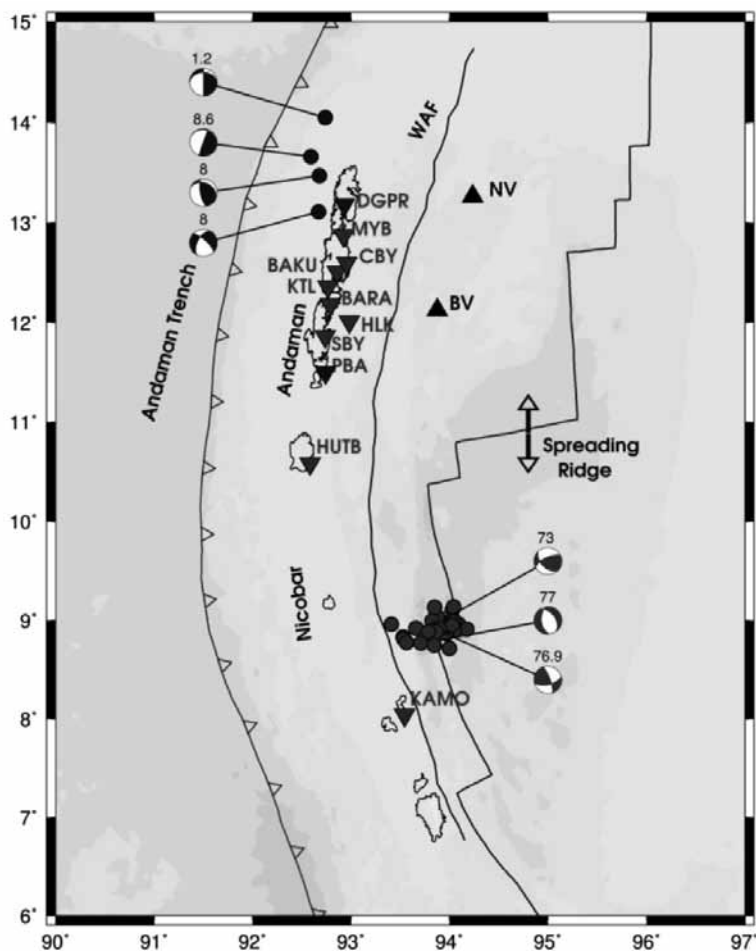 15°
1.2
14°
8.6
WAF
8
13°
8
DGPR
NV
MYB
CBY
BAKU
KTL
BARA
12°
HLK
BV
SBY
PBA
Andaman Trench
Andaman
11°
Spreading
Ridge
HUTB
10°
73
77
9°
Nicobar
76.9
8°
KAMO
7°
6°
90° 91° 92° 93° 94° 95° 96° 97°